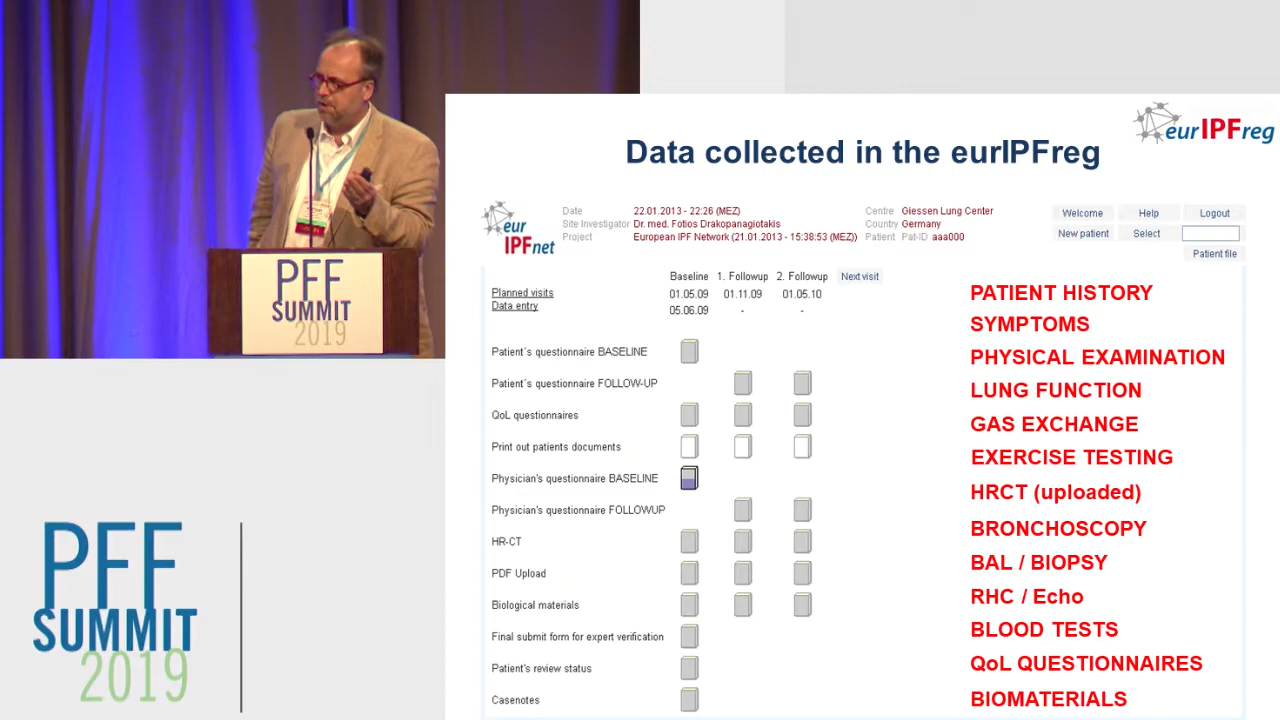 PFF
SUMMIT
2019
eurIPFreg
Data collected in the eurIPFreg
eur
IPFnet
Date 22.01.2013 - 22:26 (MEZ) Centre Giessen Lung Center
Site Investigator Dr. med. Fotios Drakopanagiotakis Country Germany
Project European IPF Network (21.01.2013 - 15:38:53 (MEZ)) Patient Pat-ID aaa000
Welcome Help Logout
New patient Select
Patient file
Baseline 1. Followup 2. Followup Next visit
Planned visits 01.05.09 01.11.09 01.05.10
Data entry 05.06.09 - -
Patient´s questionnaire BASELINE
Patient´s questionnaire FOLLOW-UP
QoL questionnaires
Print out patients documents
Physician's questionnaire BASELINE
Physician's questionnaire FOLLOWUP
HR-CT
PDF Upload
Biological materials
Final submit form for expert verification
Patient's review status
Casenotes
PATIENT HISTORY
SYMPTOMS
PHYSICAL EXAMINATION
LUNG FUNCTION
GAS EXCHANGE
EXERCISE TESTING
HRCT (uploaded)
BRONCHOSCOPY
BAL / BIOPSY
RHC / Echo
BLOOD TESTS
QoL QUESTIONNAIRES
BIOMATERIALS
PFF
SUMMIT
2019